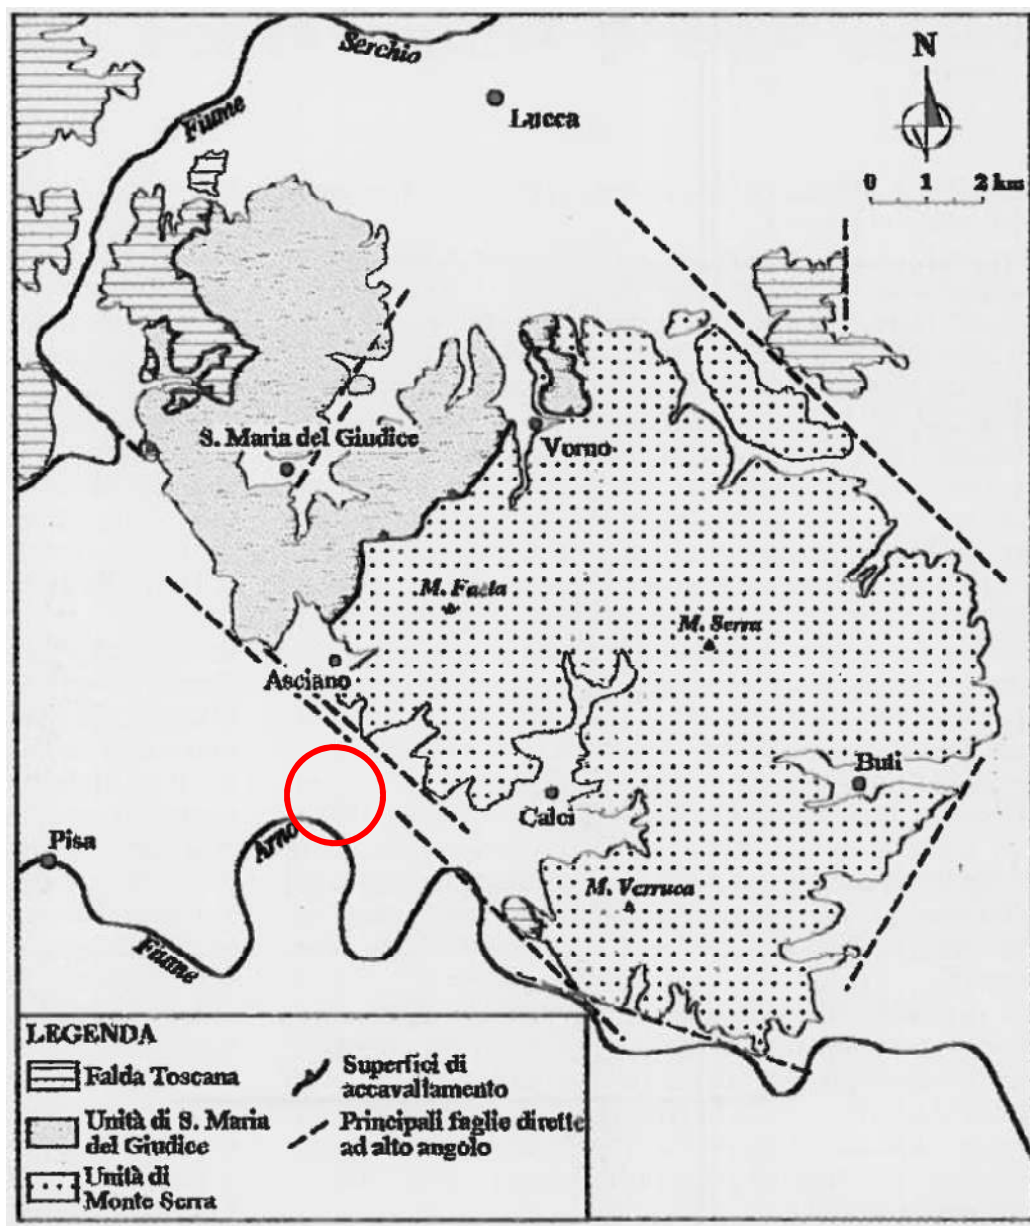 Serchio
Fiume
Lucca
N
0 1 2 km
S. Maria del Giudice
Vorno
M. Faeta
M. Serra
Asciano
Buti
Calci
Pisa
Arno
M. Verruca
Fiume
LEGENDA
Falda Toscana
Unità di S. Maria
del Giudice
Unità di
Monte Serra
Superfici di
accavallamento
Principali faglie dirette
ad alto angolo